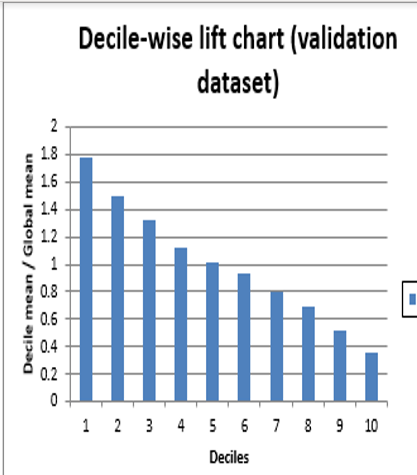 Decile-wise lift chart (validation
dataset)
Decile mean / Global mean
2
1.8
1.6
1.4
1.2
1
0.8
0.6
0.4
0.2
0
1 2 3 4 5 6 7 8 9 10
Deciles